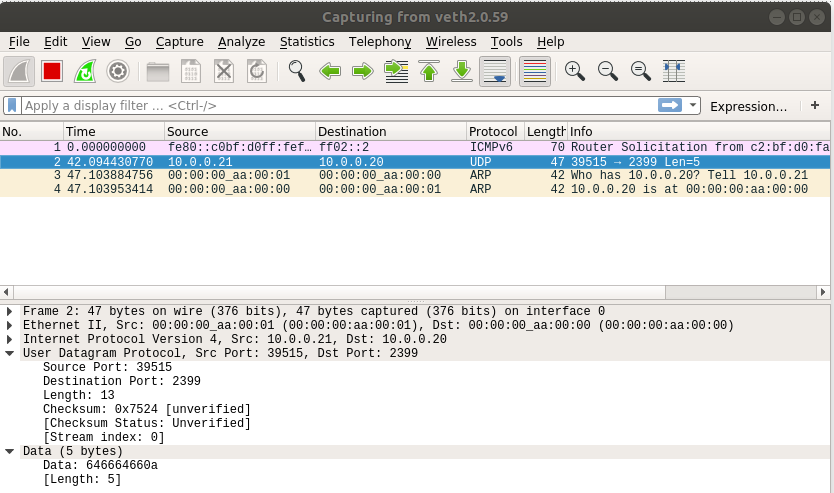 Capturing from veth2.0.59
File Edit View Go Capture Analyze Statistics Telephony Wireless Tools Help
Apply a display filter ... <Ctrl-/> Expression... +
No. Time Source Destination Protocol Length Info
1 0.000000000 fe80::c0bf:d0ff:fef… ff02::2 ICMPv6 70 Router Solicitation from c2:bf:d0:fa
2 42.094430770 10.0.0.21 10.0.0.20 UDP 47 39515 → 2399 Len=5
3 47.103884756 00:00:00_aa:00:01 00:00:00_aa:00:00 ARP 42 Who has 10.0.0.20? Tell 10.0.0.21
4 47.103953414 00:00:00_aa:00:00 00:00:00_aa:00:01 ARP 42 10.0.0.20 is at 00:00:00:aa:00:00
Frame 2: 47 bytes on wire (376 bits), 47 bytes captured (376 bits) on interface 0
Ethernet II, Src: 00:00:00_aa:00:01 (00:00:00:aa:00:01), Dst: 00:00:00_aa:00:00 (00:00:00:aa:00:00)
Internet Protocol Version 4, Src: 10.0.0.21, Dst: 10.0.0.20
User Datagram Protocol, Src Port: 39515, Dst Port: 2399
Source Port: 39515
Destination Port: 2399
Length: 13
Checksum: 0x7524 [unverified]
[Checksum Status: Unverified]
[Stream index: 0]
Data (5 bytes)
Data: 646664660a
[Length: 5]